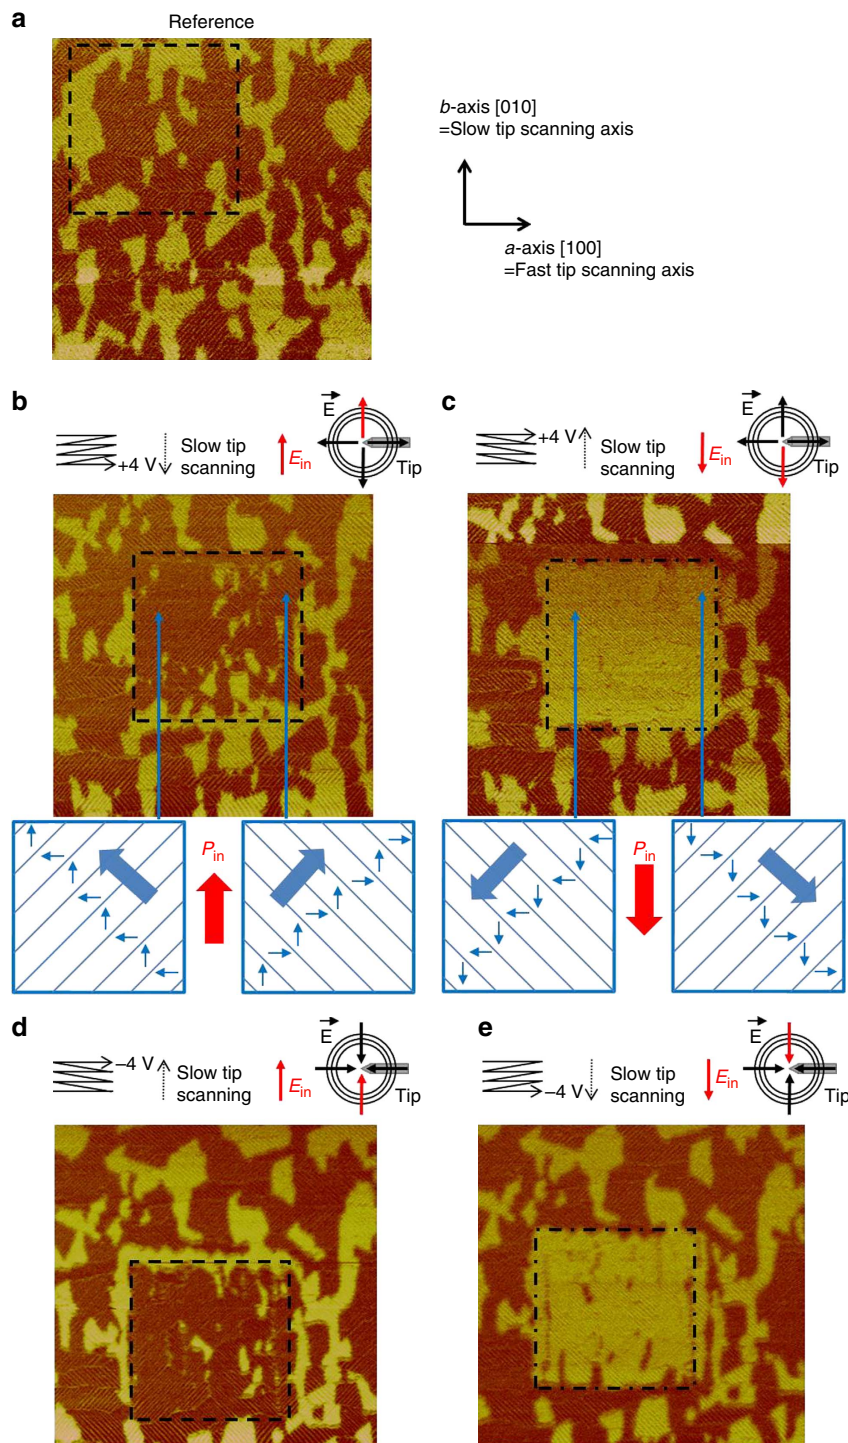 a
Reference
b-axis [010]
=Slow tip scanning axis
a-axis [100]
=Fast tip scanning axis
b
+4 V
Slow tip
scanning
E_in
E
Tip
c
+4 V
Slow tip
scanning
E_in
E
Tip
P_in
P_in
d
−4 V
Slow tip
scanning
E_in
E
Tip
e
−4 V
Slow tip
scanning
E_in
E
Tip